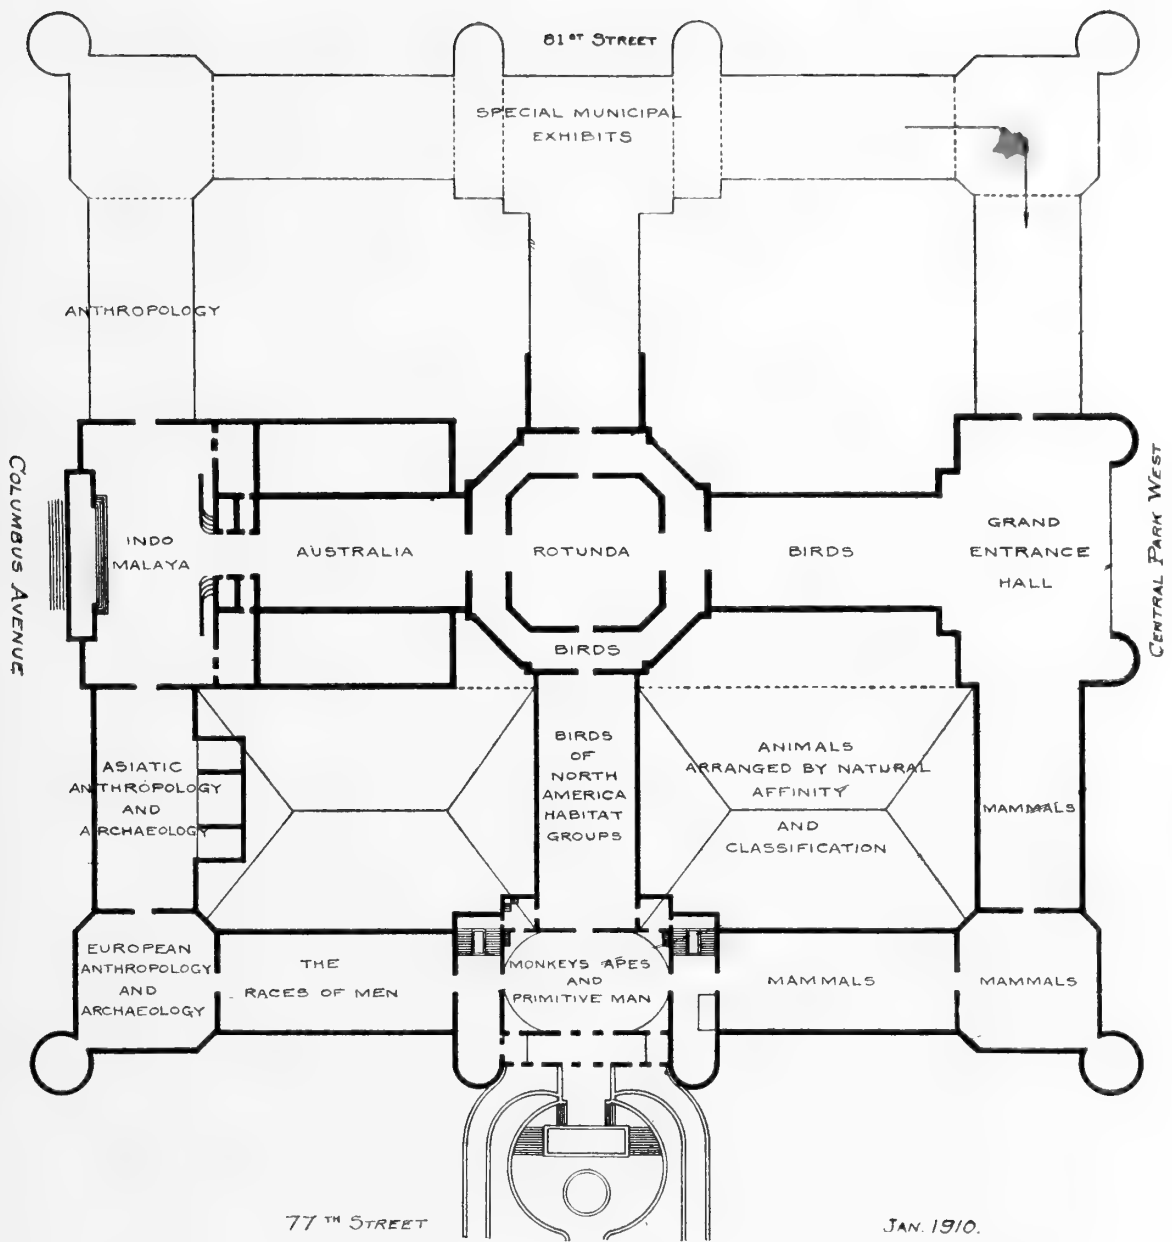 81ST STREET
SPECIAL MUNICIPAL
EXHIBITS
ANTHROPOLOGY
COLUMBUS AVENUE
INDO
MALAYA
AUSTRALIA
ROTUNDA
BIRDS
GRAND
ENTRANCE
HALL
CENTRAL PARK WEST
BIRDS
BIRDS
OF
NORTH
AMERICA
HABITAT
GROUPS
ANIMALS
ARRANGED BY NATURAL
AFFINITY
AND
CLASSIFICATION
ASIATIC
ANTHROPOLOGY
AND
ARCHAEOLOGY
MAMMALS
EUROPEAN
ANTHROPOLOGY
AND
ARCHAEOLOGY
THE
RACES OF MEN
MONKEYS APES
AND
PRIMITIVE MAN
MAMMALS
MAMMALS
77TH STREET
JAN. 1910.